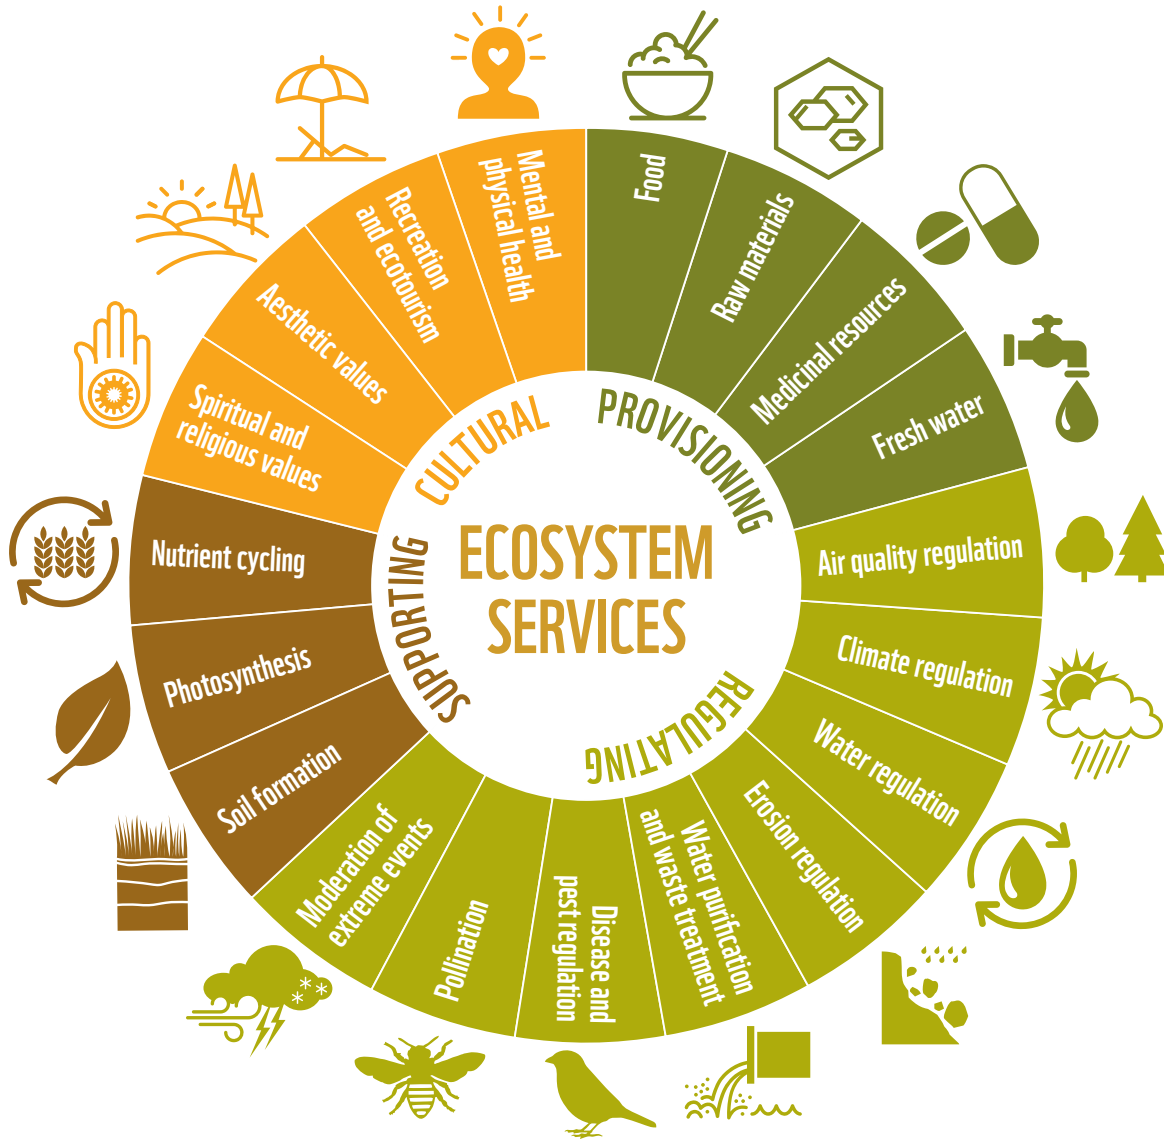 ECOSYSTEM
SERVICES
PROVISIONING
Food
Raw materials
Medicinal resources
Fresh water
REGULATING
Air quality regulation
Climate regulation
Water regulation
Erosion regulation
Water purification
and waste treatment
Disease and
pest regulation
Pollination
Moderation of
extreme events
SUPPORTING
Soil formation
Photosynthesis
Nutrient cycling
CULTURAL
Spiritual and
religious values
Aesthetic values
Recreation
and ecotourism
Mental and
physical health